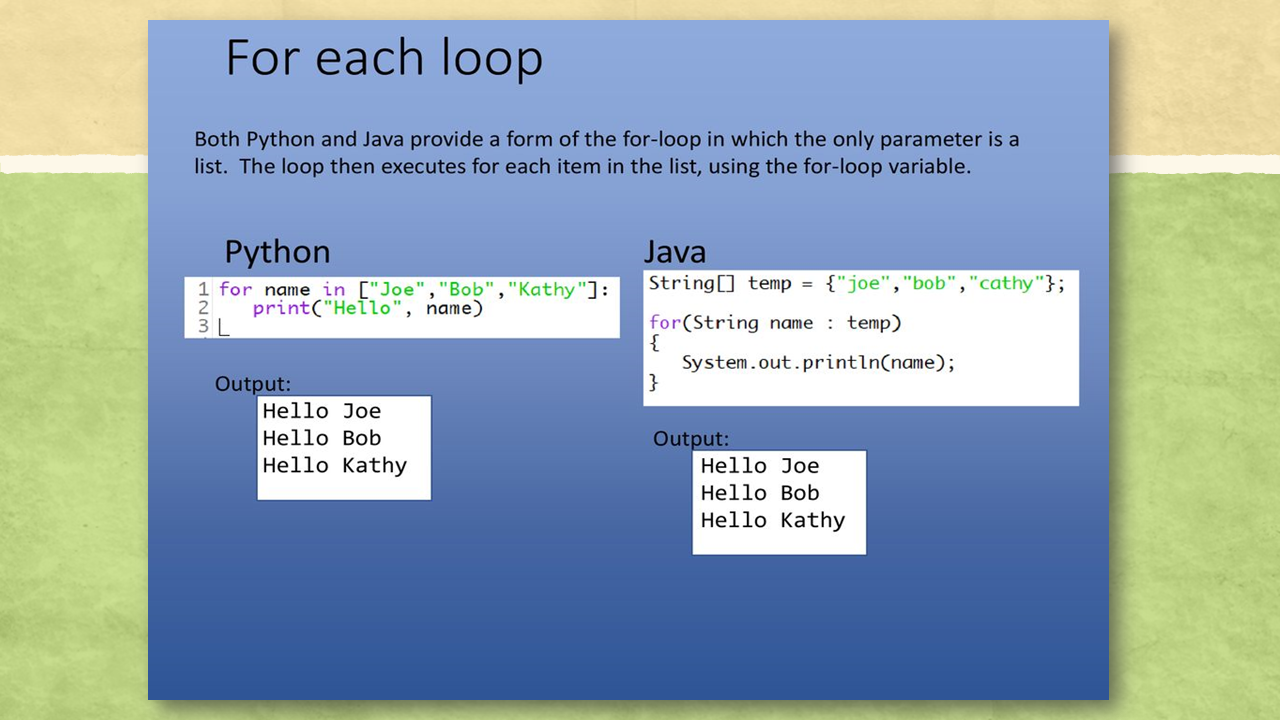 For each loop
Both Python and Java provide a form of the for-loop in which the only parameter is a
list.  The loop then executes for each item in the list, using the for-loop variable.
Python
1 for name in ["Joe","Bob","Kathy"]:
2    print("Hello", name)
3
Output:
Hello Joe
Hello Bob
Hello Kathy
Java
String[] temp = {"joe","bob","cathy"};
for(String name : temp)
{
   System.out.println(name);
}
Output:
Hello Joe
Hello Bob
Hello Kathy